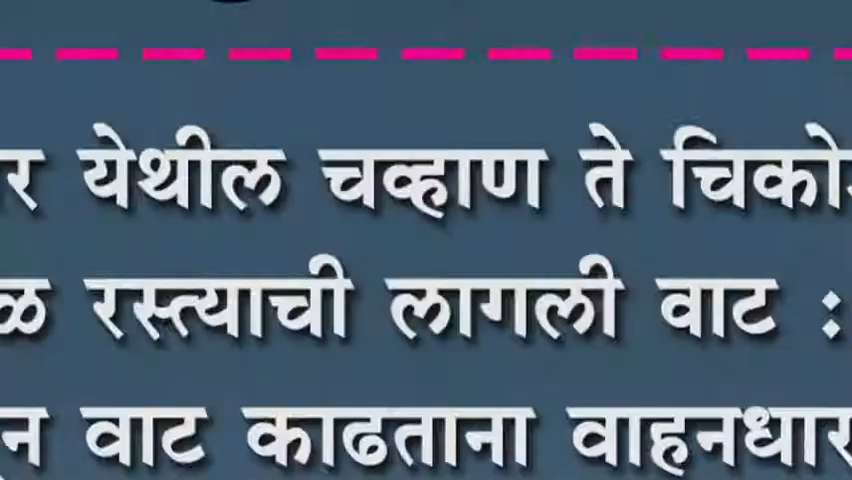 र येथील चव्हाण ते चिको
ळ रस्त्याची लागली वाट :
न वाट काढताना वाहनधार